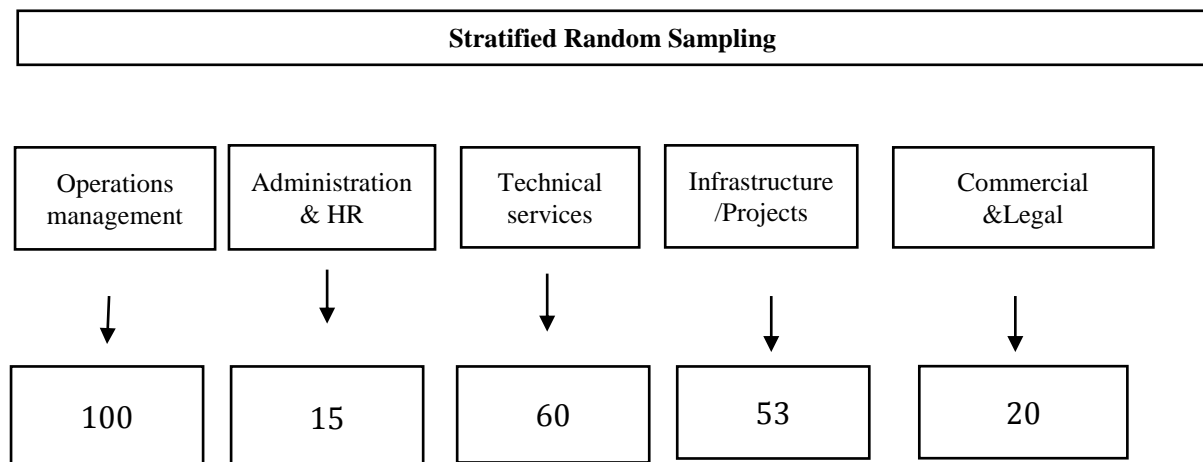 Stratified Random Sampling
Operations
management
Administration
& HR
Technical
services
Infrastructure
/Projects
Commercial
&Legal
100
15
60
53
20